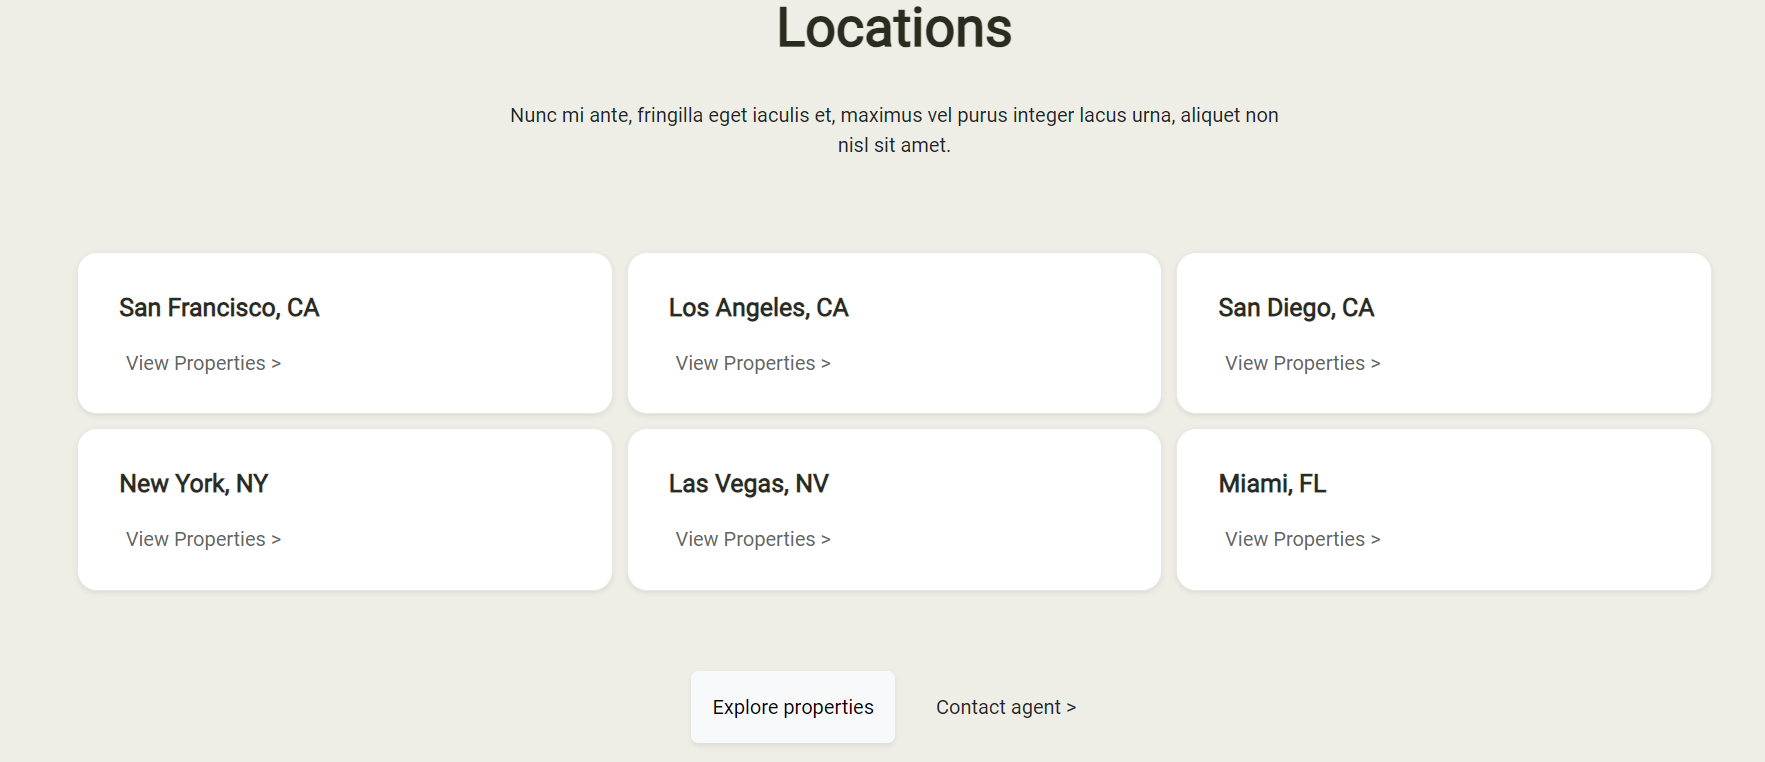 Locations
Nunc mi ante, fringilla eget iaculis et, maximus vel purus integer lacus urna, aliquet non
nisl sit amet.
San Francisco, CA
View Properties >
Los Angeles, CA
View Properties >
San Diego, CA
View Properties >
New York, NY
View Properties >
Las Vegas, NV
View Properties >
Miami, FL
View Properties >
Explore properties
Contact agent >